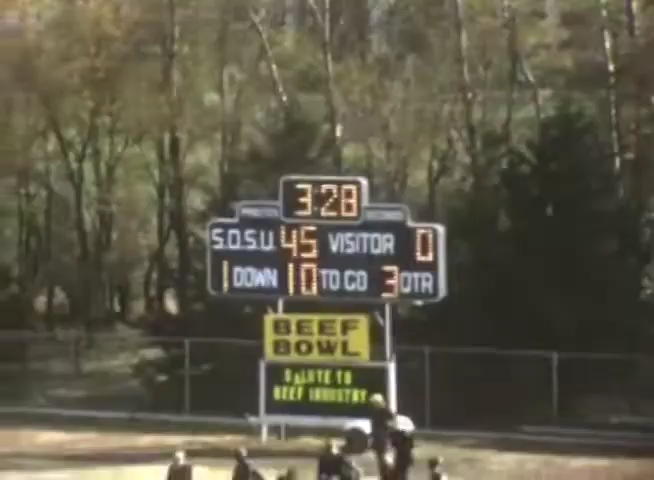 3:28
S.D.S.U. 45 VISITOR 0
1 DOWN 10 TO GO 3 QTR
BEEF
BOWL
SALUTE TO
BEEF INDUSTRY